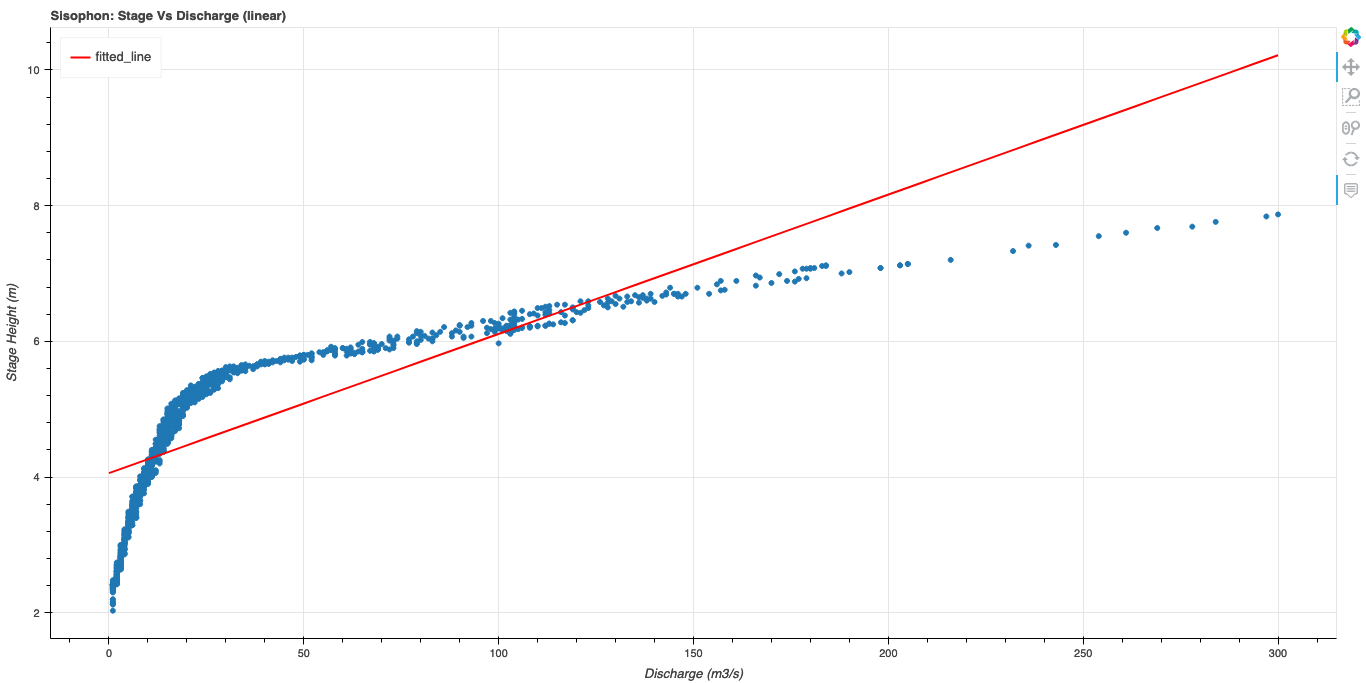 Sisophon: Stage Vs Discharge (linear)
fitted_line
10
8
6
4
2
Stage Height (m)
0 50 100 150 200 250 300
Discharge (m3/s)